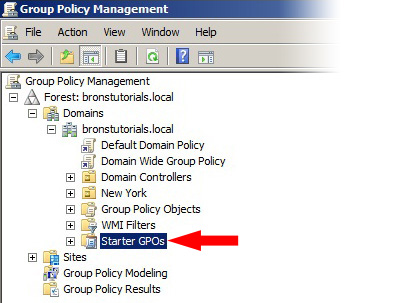 Group Policy Management
File Action View Window Help
Group Policy Management
Forest: bronstutorials.local
Domains
bronstutorials.local
Default Domain Policy
Domain Wide Group Policy
Domain Controllers
New York
Group Policy Objects
WMI Filters
Starter GPOs
Sites
Group Policy Modeling
Group Policy Results